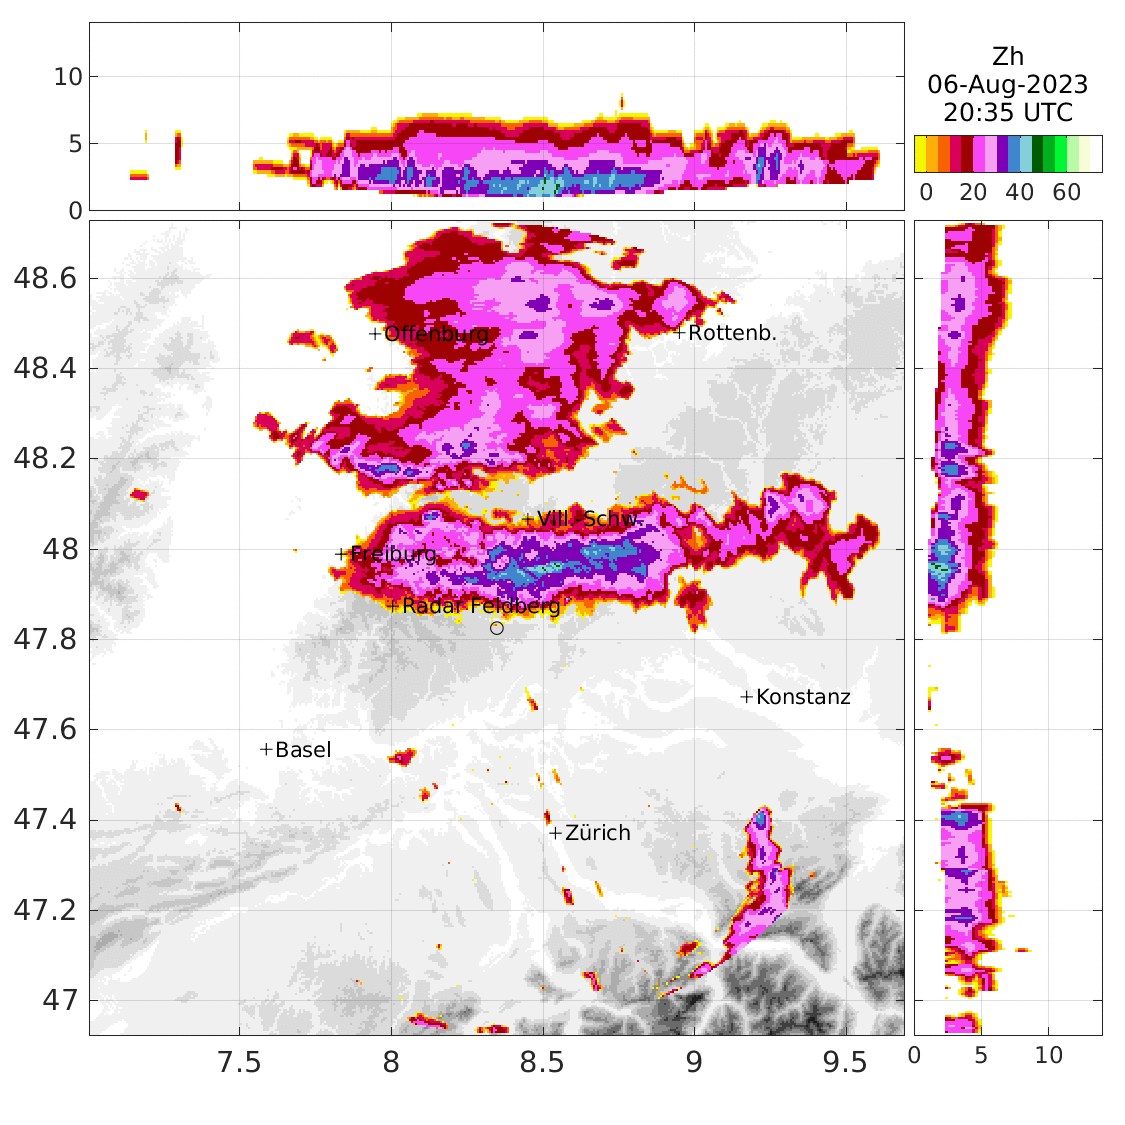 10
5
0
Zh
06-Aug-2023
20:35 UTC
0 20 40 60
48.6
Offenburg
Rottenb.
48.4
48.2
Vill.-Schw.
48
Freiburg
Radar Feldberg
47.8
Konstanz
47.6
Basel
47.4
Zürich
47.2
47
7.5 8 8.5 9 9.5
0 5 10